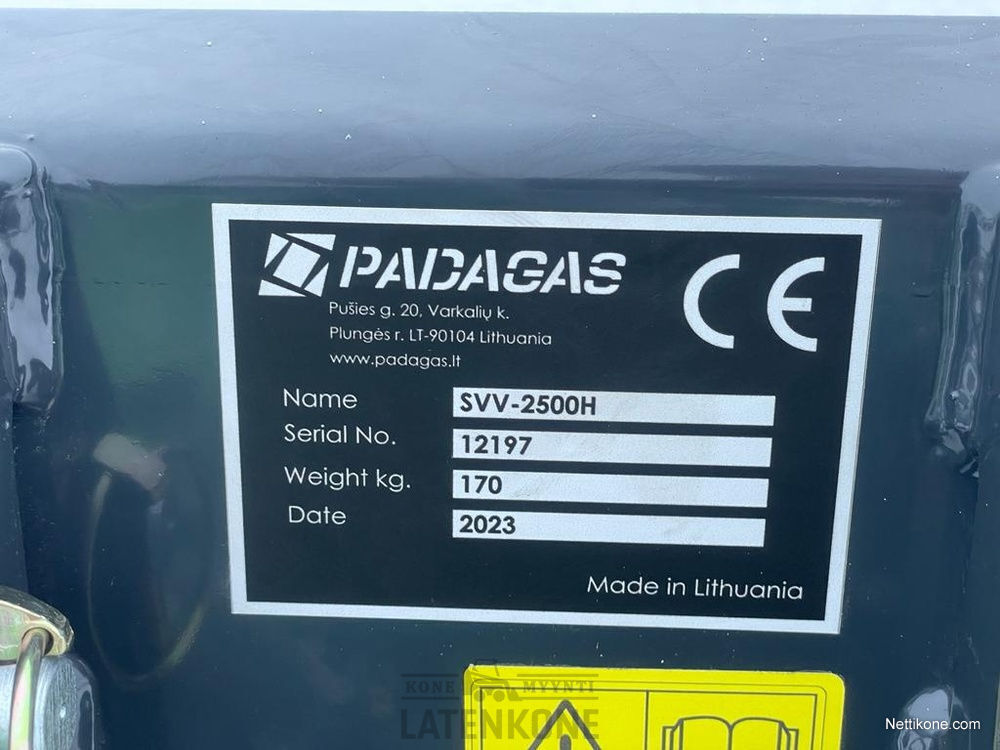 PADAGAS
CE
Pušies g. 20, Varkalių k.
Plungės r. LT-90104 Lithuania
www.padagas.lt
Name SVV-2500H
Serial No. 12197
Weight kg. 170
Date 2023
Made in Lithuania
KONE MYYNTI
LATENKONE
Nettikone.com